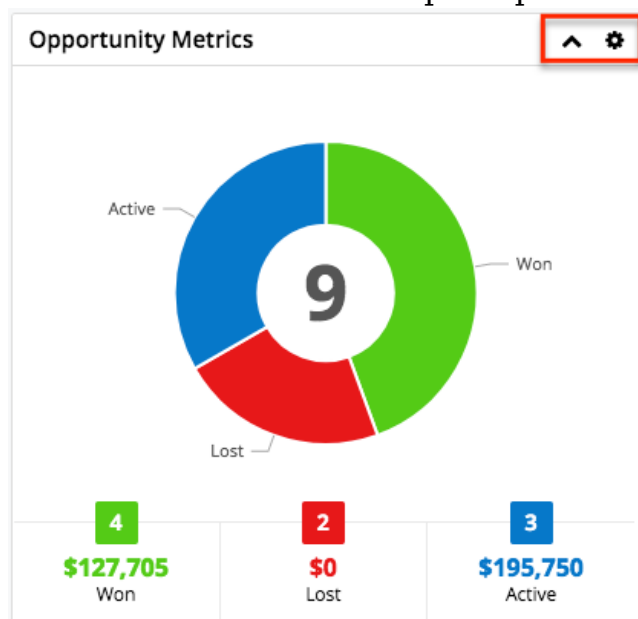 Opportunity Metrics
Active
Won
9
Lost
4
2
3
$127,705
$0
$195,750
Won
Lost
Active